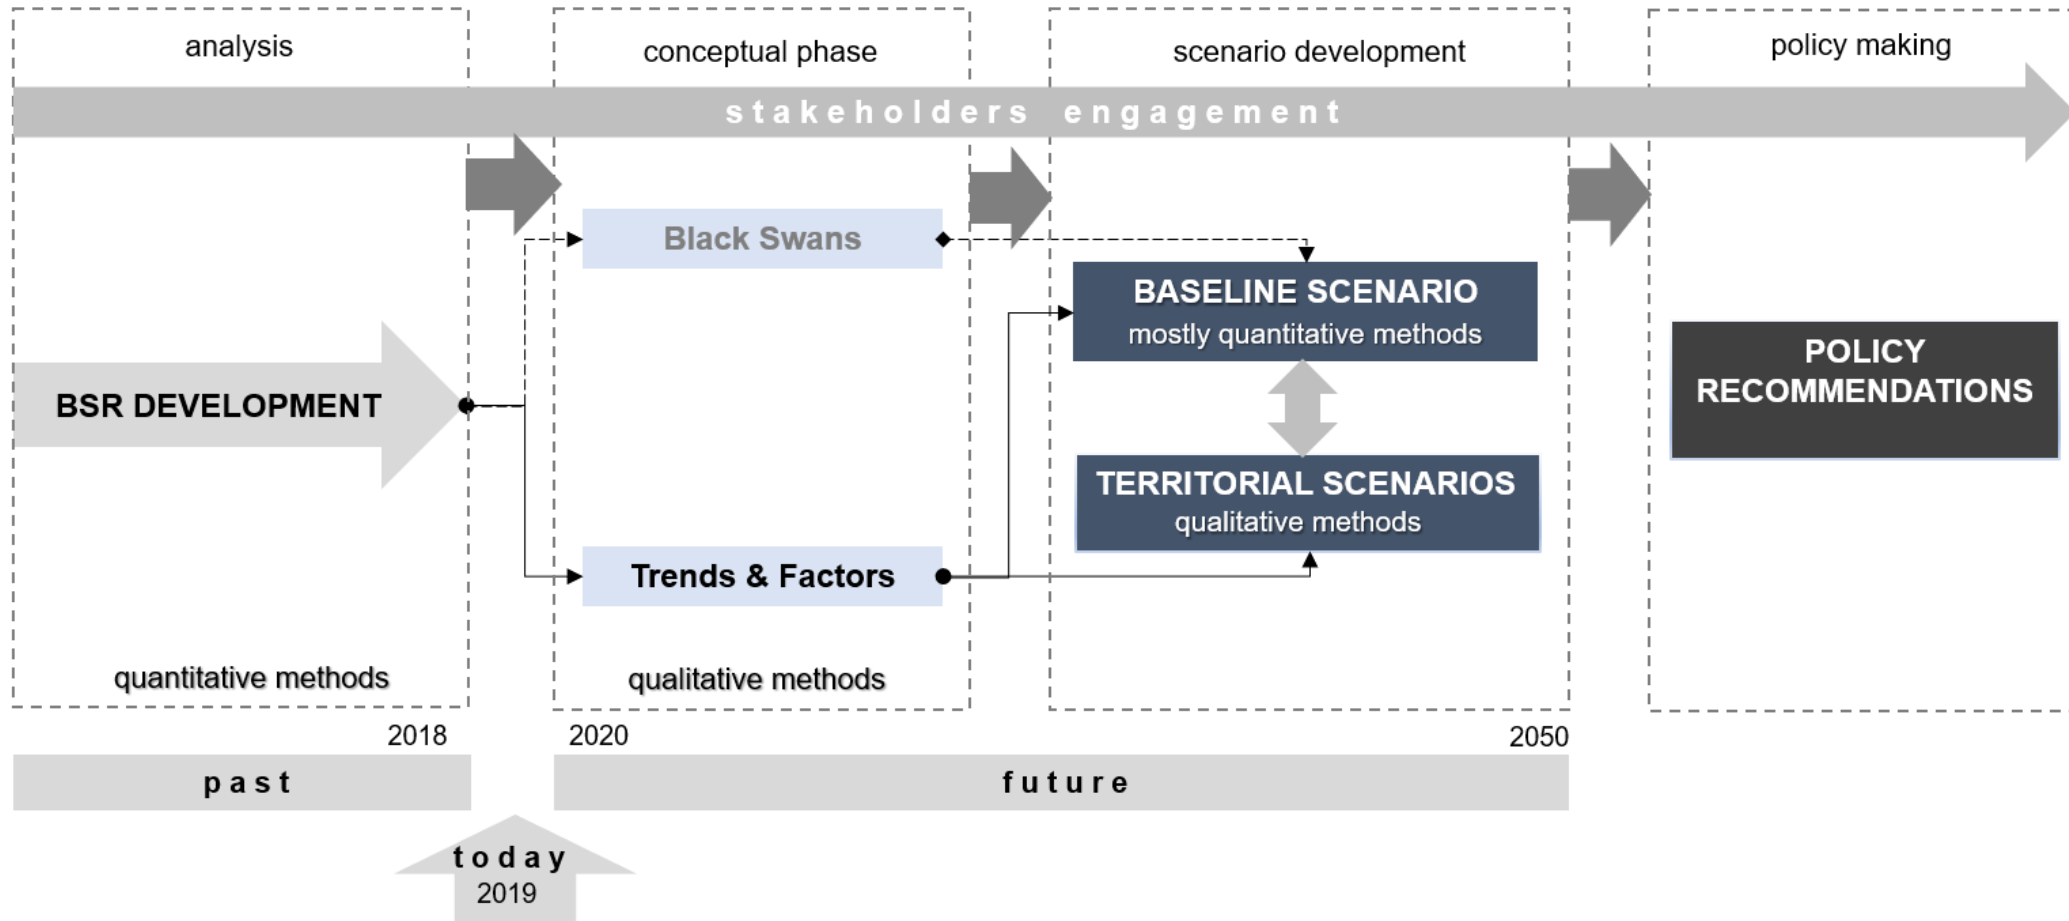 analysis
conceptual phase
scenario development
policy making
stakeholders engagement
Black Swans
BASELINE SCENARIO
mostly quantitative methods
POLICY
RECOMMENDATIONS
BSR DEVELOPMENT
TERRITORIAL SCENARIOS
qualitative methods
Trends & Factors
quantitative methods
qualitative methods
2018
2020
2050
past
future
today
2019